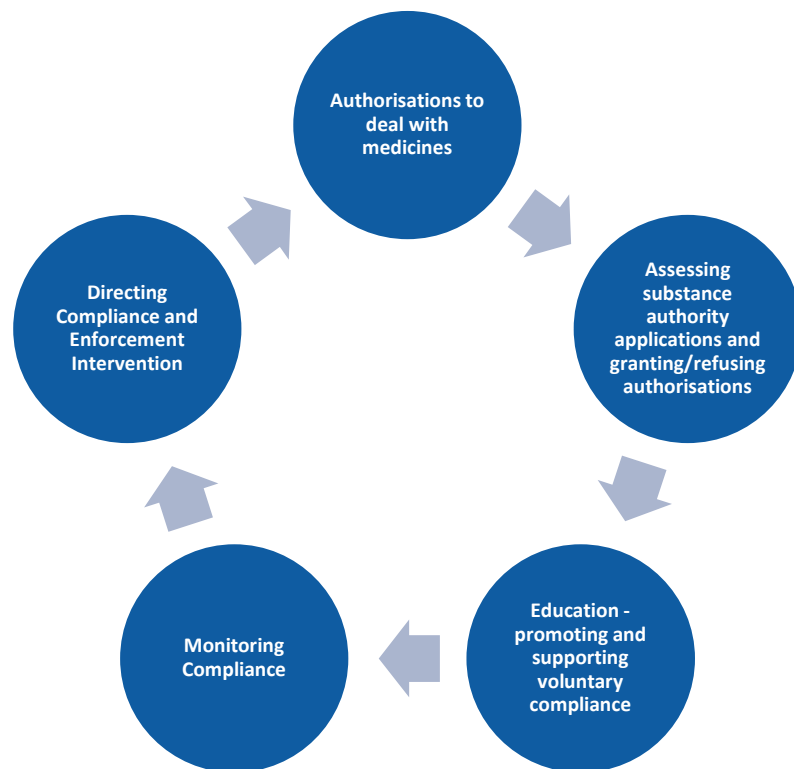 Authorisations to
deal with
medicines
Assessing
substance
authority
applications and
granting/refusing
authorisations
Education -
promoting and
supporting
voluntary
compliance
Monitoring
Compliance
Directing
Compliance and
Enforcement
Intervention